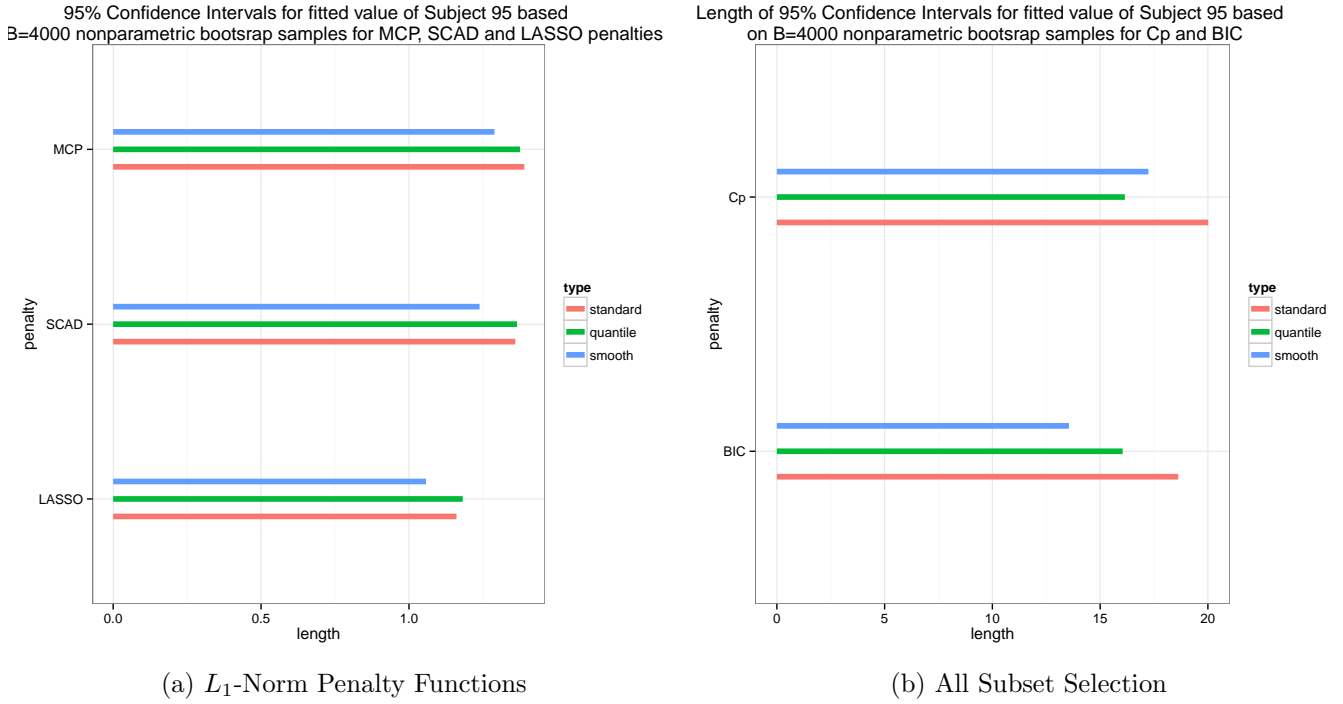 95% Confidence Intervals for fitted value of Subject 95 based
B=4000 nonparametric bootsrap samples for MCP, SCAD and LASSO penalties
MCP
SCAD
LASSO
penalty
0.0 0.5 1.0
length
type
standard
quantile
smooth
(a) L₁-Norm Penalty Functions
Length of 95% Confidence Intervals for fitted value of Subject 95 based
on B=4000 nonparametric bootsrap samples for Cp and BIC
Cp
BIC
penalty
0 5 10 15 20
length
type
standard
quantile
smooth
(b) All Subset Selection